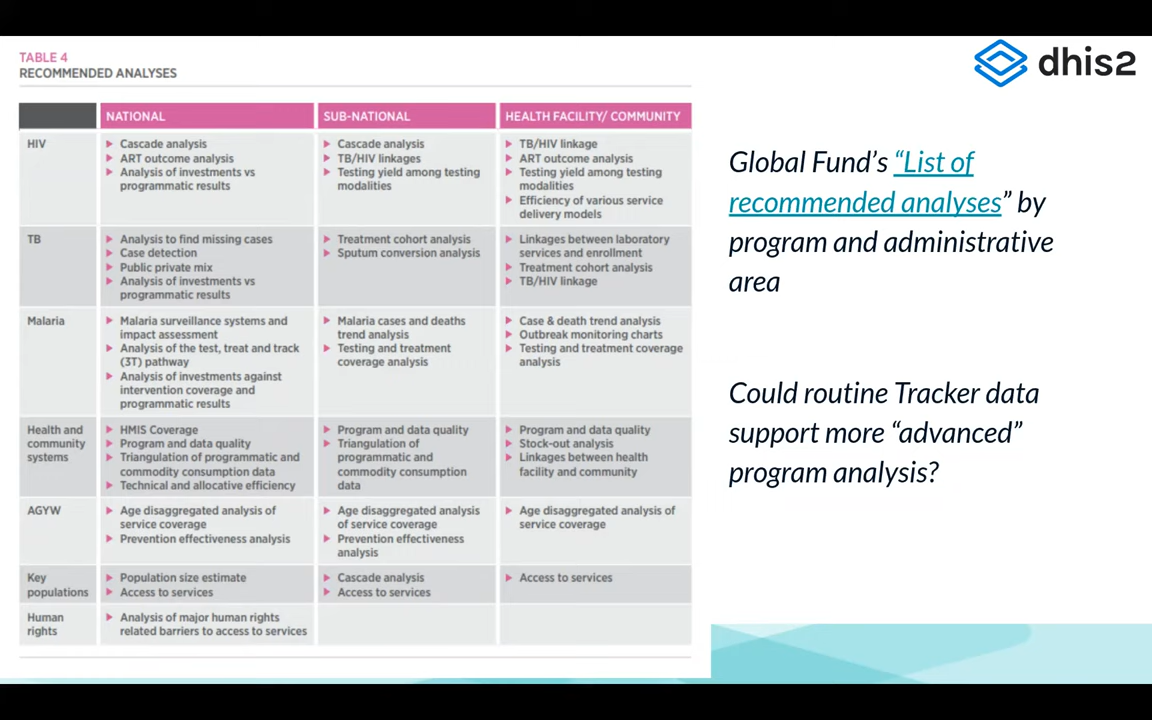 TABLE 4
RECOMMENDED ANALYSES
NATIONAL
SUB-NATIONAL
HEALTH FACILITY/ COMMUNITY
HIV
Cascade analysis
ART outcome analysis
Analysis of investments vs
programmatic results
Cascade analysis
TB/HIV linkages
Testing yield among testing
modalities
TB/HIV linkage
ART outcome analysis
Testing yield among testing
modalities
Efficiency of various service
delivery models
TB
Analysis to find missing cases
Case detection
Public private mix
Analysis of investments vs
programmatic results
Treatment cohort analysis
Sputum conversion analysis
Linkages between laboratory
services and enrollment
Treatment cohort analysis
TB/HIV linkage
Malaria
Malaria surveillance systems and
impact assessment
Analysis of the test, treat and track
(3T) pathway
Analysis of investments against
intervention coverage and
programmatic results
Malaria cases and deaths
trend analysis
Testing and treatment
coverage analysis
Case & death trend analysis
Outbreak monitoring charts
Testing and treatment coverage
analysis
Health and
community
systems
HMIS Coverage
Program and data quality
Triangulation of programmatic and
commodity consumption data
Technical and allocative efficiency
Program and data quality
Triangulation of
programmatic and
commodity consumption
data
Program and data quality
Stock-out analysis
Linkages between health
facility and community
AGYW
Age disaggregated analysis of
service coverage
Prevention effectiveness analysis
Age disaggregated analysis
of service coverage
Prevention effectiveness
analysis
Age disaggregated analysis of
service coverage
Key
populations
Population size estimate
Access to services
Cascade analysis
Access to services
Access to services
Human
rights
Analysis of major human rights
related barriers to access to services
dhis2
Global Fund’s “List of
recommended analyses” by
program and administrative
area
Could routine Tracker data
support more “advanced”
program analysis?